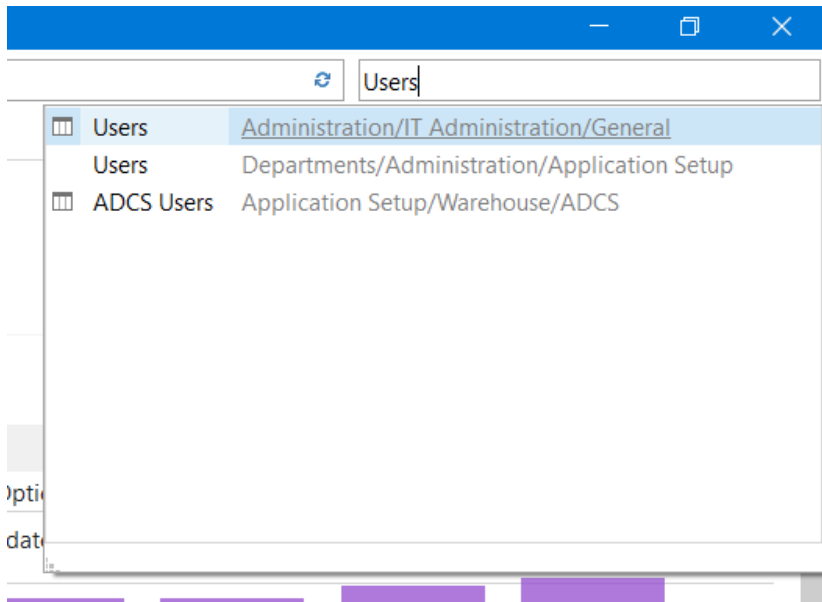 Users
Users Administration/IT Administration/General
Users Departments/Administration/Application Setup
ADCS Users Application Setup/Warehouse/ADCS